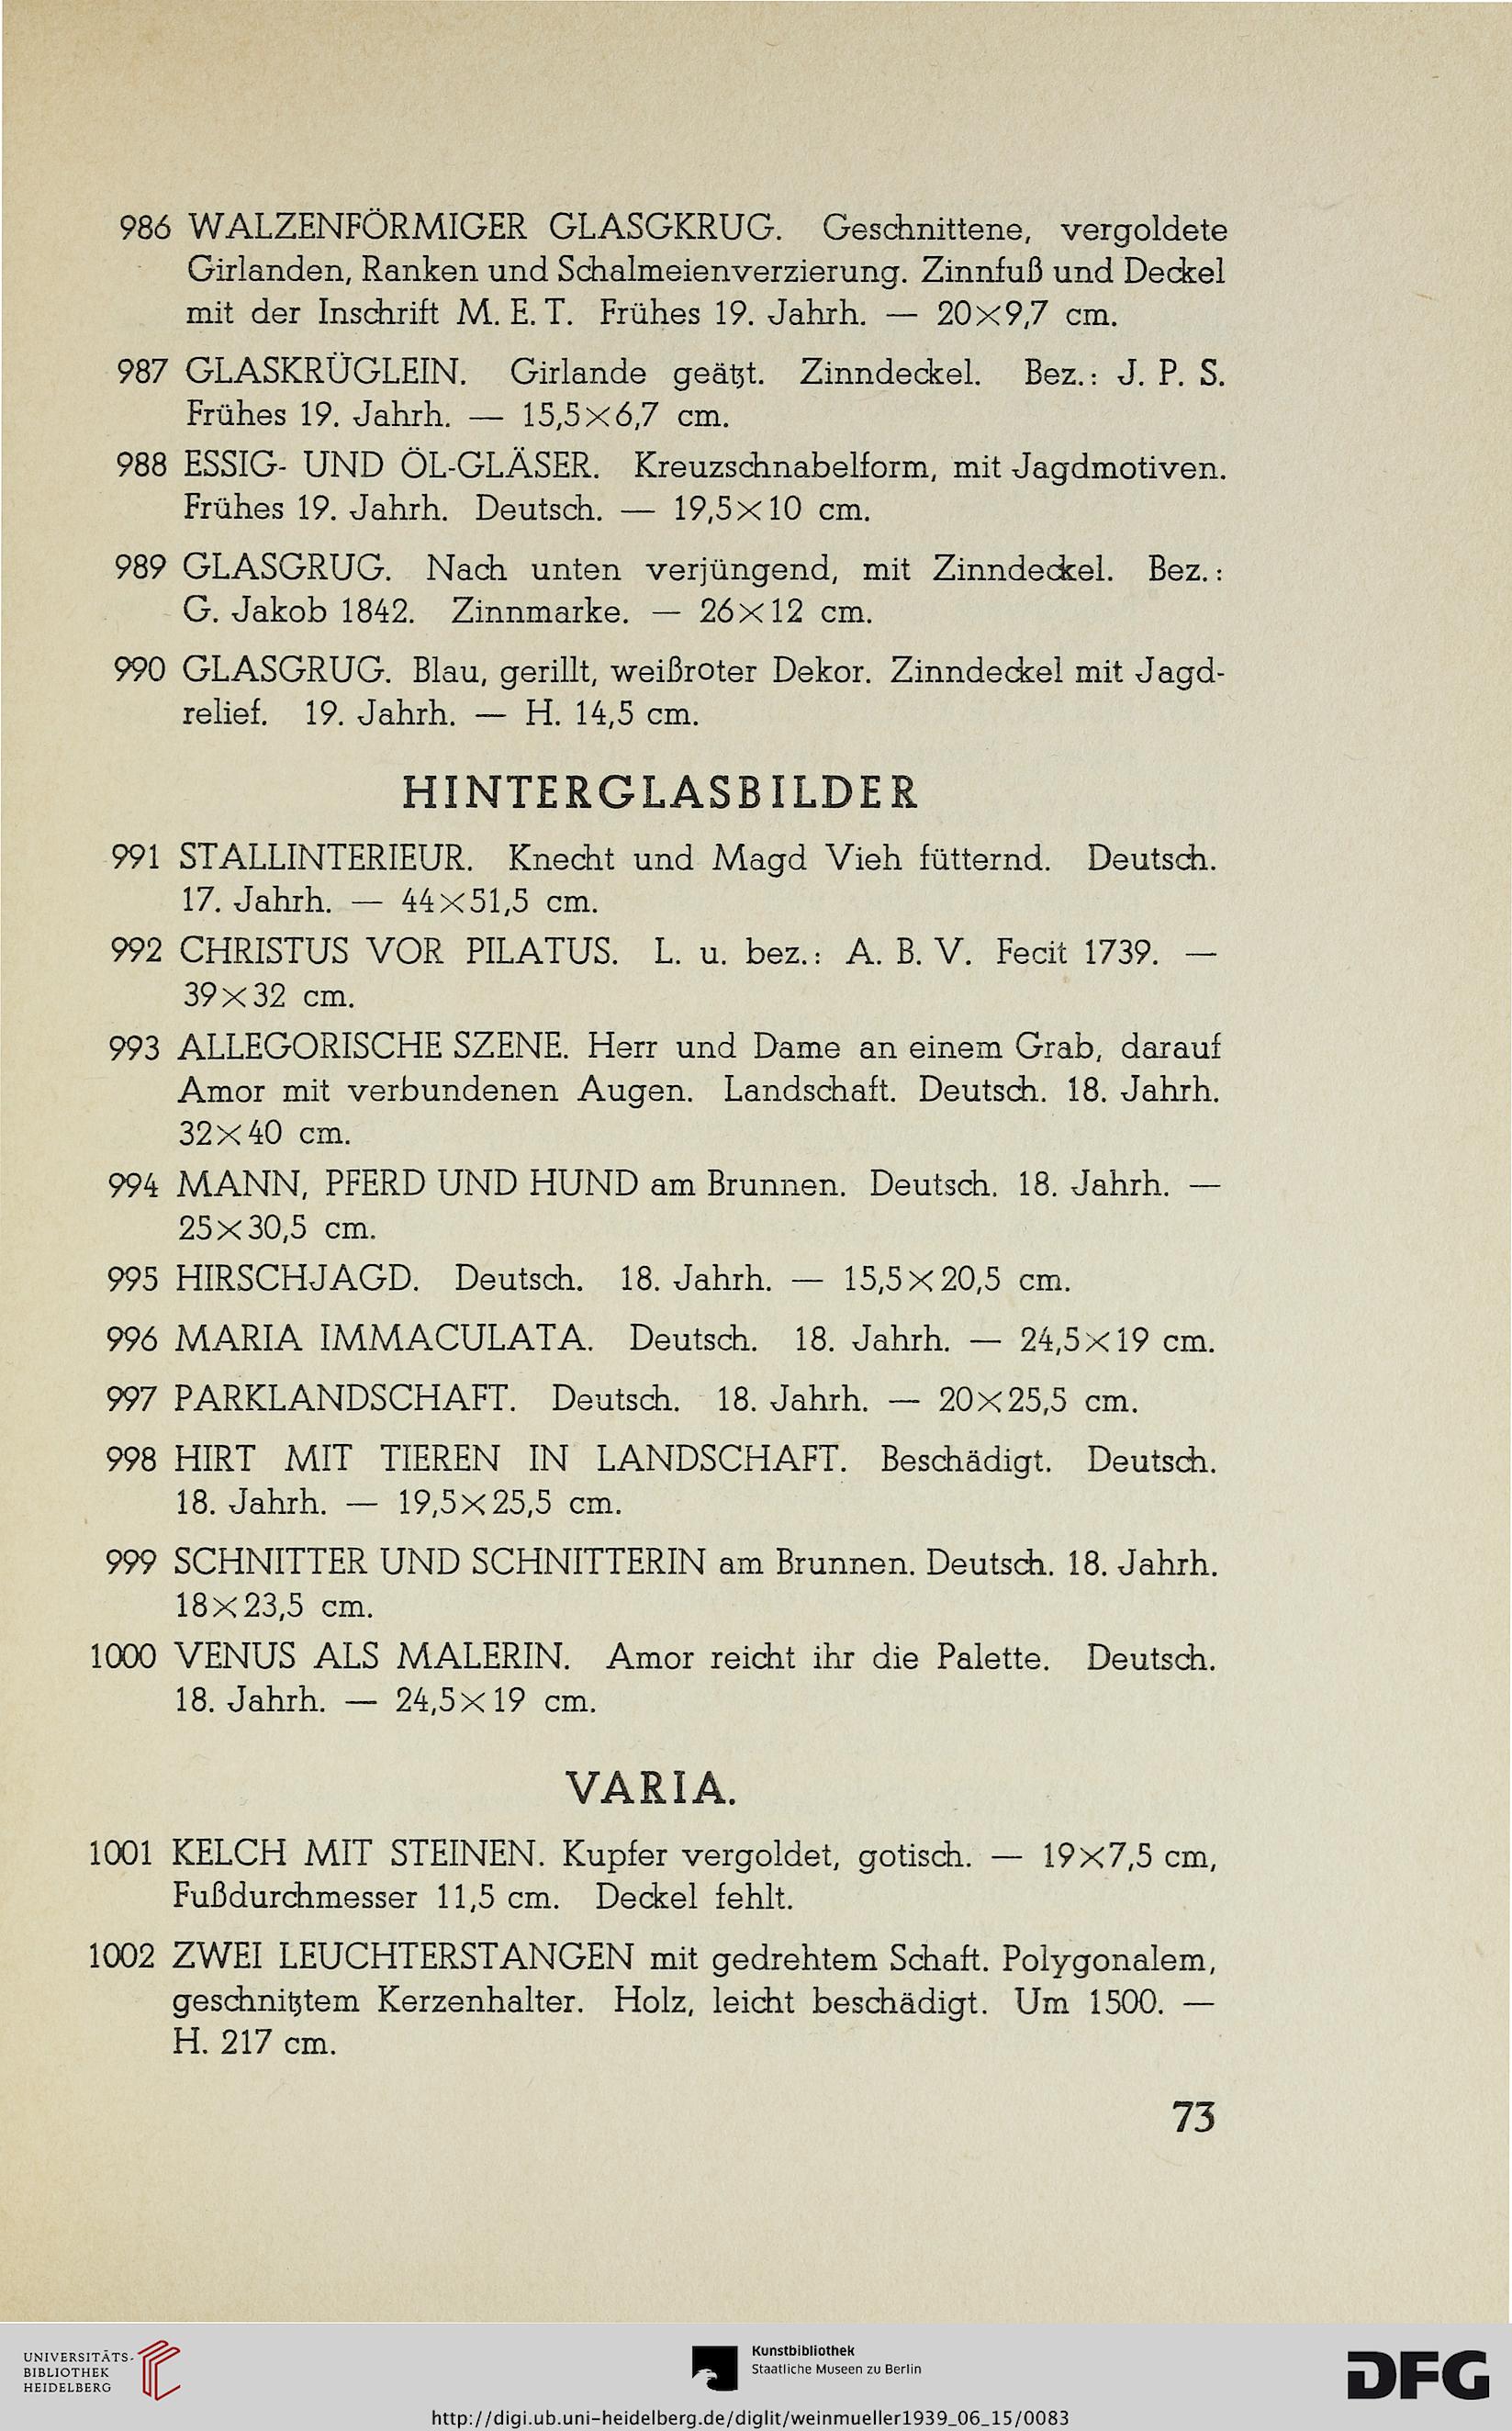 986 WALZENFÖRMIGER GLASGKRUG. Geschnittene, vergoldete
Girlanden, Ranken und Schalmeienverzierung. Zinnfuß und Deckel
mit der Inschrift M. E. T. Frühes 19. Jahrh. — 20×9,7 cm.
987 GLASKRÜGLEIN. Girlande geätzt. Zinndeckel. Bez.: J. P. S.
Frühes 19. Jahrh. — 15,5×6,7 cm.
988 ESSIG- UND ÖL-GLÄSER. Kreuzschnabelform, mit Jagdmotiven.
Frühes 19. Jahrh. Deutsch. — 19,5×10 cm.
989 GLASGRUG. Nach unten verjüngend, mit Zinndeckel. Bez.:
G. Jakob 1842. Zinnmarke. — 26×12 cm.
990 GLASGRUG. Blau, gerillt, weißroter Dekor. Zinndeckel mit Jagd-
relief. 19. Jahrh. — H. 14,5 cm.
HINTERGLASBILDER
991 STALLINTERIEUR. Knecht und Magd Vieh fütternd. Deutsch.
17. Jahrh. — 44×51,5 cm.
992 CHRISTUS VOR PILATUS. L. u. bez.: A. B. V. Fecit 1739. —
39×32 cm.
993 ALLEGORISCHE SZENE. Herr und Dame an einem Grab, darauf
Amor mit verbundenen Augen. Landschaft. Deutsch. 18. Jahrh.
32×40 cm.
994 MANN, PFERD UND HUND am Brunnen. Deutsch. 18. Jahrh. —
25×30,5 cm.
995 HIRSCHJAGD. Deutsch. 18. Jahrh. — 15,5×20,5 cm.
996 MARIA IMMACULATA. Deutsch. 18. Jahrh. — 24,5×19 cm.
997 PARKLANDSCHAFT. Deutsch. 18. Jahrh. — 20×25,5 cm.
998 HIRT MIT TIEREN IN LANDSCHAFT. Beschädigt. Deutsch.
18. Jahrh. — 19,5×25,5 cm.
999 SCHNITTER UND SCHNITTERIN am Brunnen. Deutsch. 18. Jahrh.
18×23,5 cm.
1000 VENUS ALS MALERIN. Amor reicht ihr die Palette. Deutsch.
18. Jahrh. — 24,5×19 cm.
VARIA.
1001 KELCH MIT STEINEN. Kupfer vergoldet, gotisch. — 19×7,5 cm,
Fußdurchmesser 11,5 cm. Deckel fehlt.
1002 ZWEI LEUCHTERSTANGEN mit gedrehtem Schaft. Polygonalem,
geschnitztem Kerzenhalter. Holz, leicht beschädigt. Um 1500. —
H. 217 cm.
73
UNIVERSITÄTS-
BIBLIOTHEK
HEIDELBERG
Kunstbibliothek
Staatliche Museen zu Berlin
DFG
http://digi.ub.uni-heidelberg.de/diglit/weinmueller1939_06_15/0083